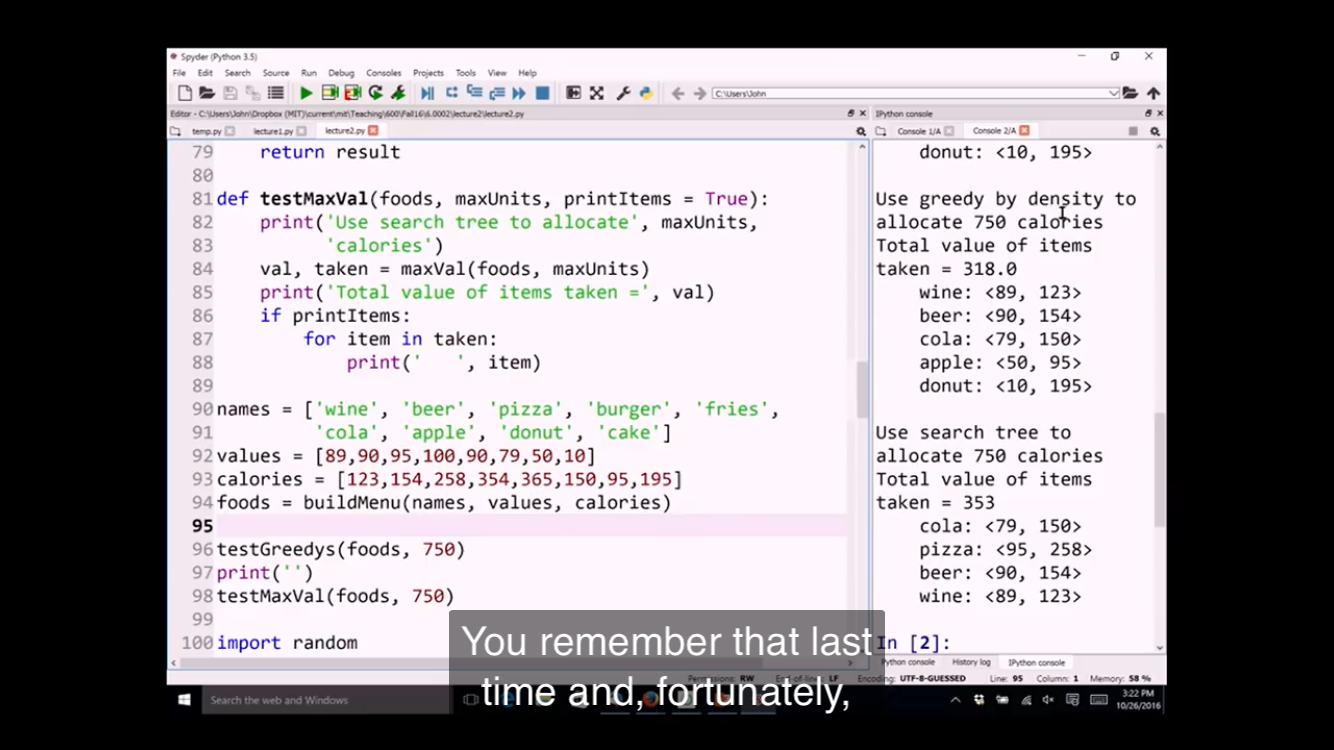 Spyder (Python 3.5)
File Edit Search Source Run Debug Consoles Projects Tools View Help
C:\Users\John
Editor - C:\Users\John\Dropbox (MIT)\current\mit\Teaching\600\Fall16\6.0002\lecture2\lecture2.py
temp.py lecture1.py lecture2.py
79 return result
80
81 def testMaxVal(foods, maxUnits, printItems = True):
82 print('Use search tree to allocate', maxUnits,
83 'calories')
84 val, taken = maxVal(foods, maxUnits)
85 print('Total value of items taken =', val)
86 if printItems:
87 for item in taken:
88 print('   ', item)
89
90 names = ['wine', 'beer', 'pizza', 'burger', 'fries',
91 'cola', 'apple', 'donut', 'cake']
92 values = [89,90,95,100,90,79,50,10]
93 calories = [123,154,258,354,365,150,95,195]
94 foods = buildMenu(names, values, calories)
95
96 testGreedys(foods, 750)
97 print('')
98 testMaxVal(foods, 750)
99
100 import random
IPython console
Console 1/A Console 2/A
donut: <10, 195>
Use greedy by density to
allocate 750 calories
Total value of items
taken = 318.0
wine: <89, 123>
beer: <90, 154>
cola: <79, 150>
apple: <50, 95>
donut: <10, 195>
Use search tree to
allocate 750 calories
Total value of items
taken = 353
cola: <79, 150>
pizza: <95, 258>
beer: <90, 154>
wine: <89, 123>
In [2]:
Python console History log IPython console
You remember that last
time and, fortunately,
Permissions: RW End-of-lines: LF Encoding: UTF-8-GUESSED Line: 95 Column: 1 Memory: 58 %
Search the web and Windows
3:22 PM
10/26/2016